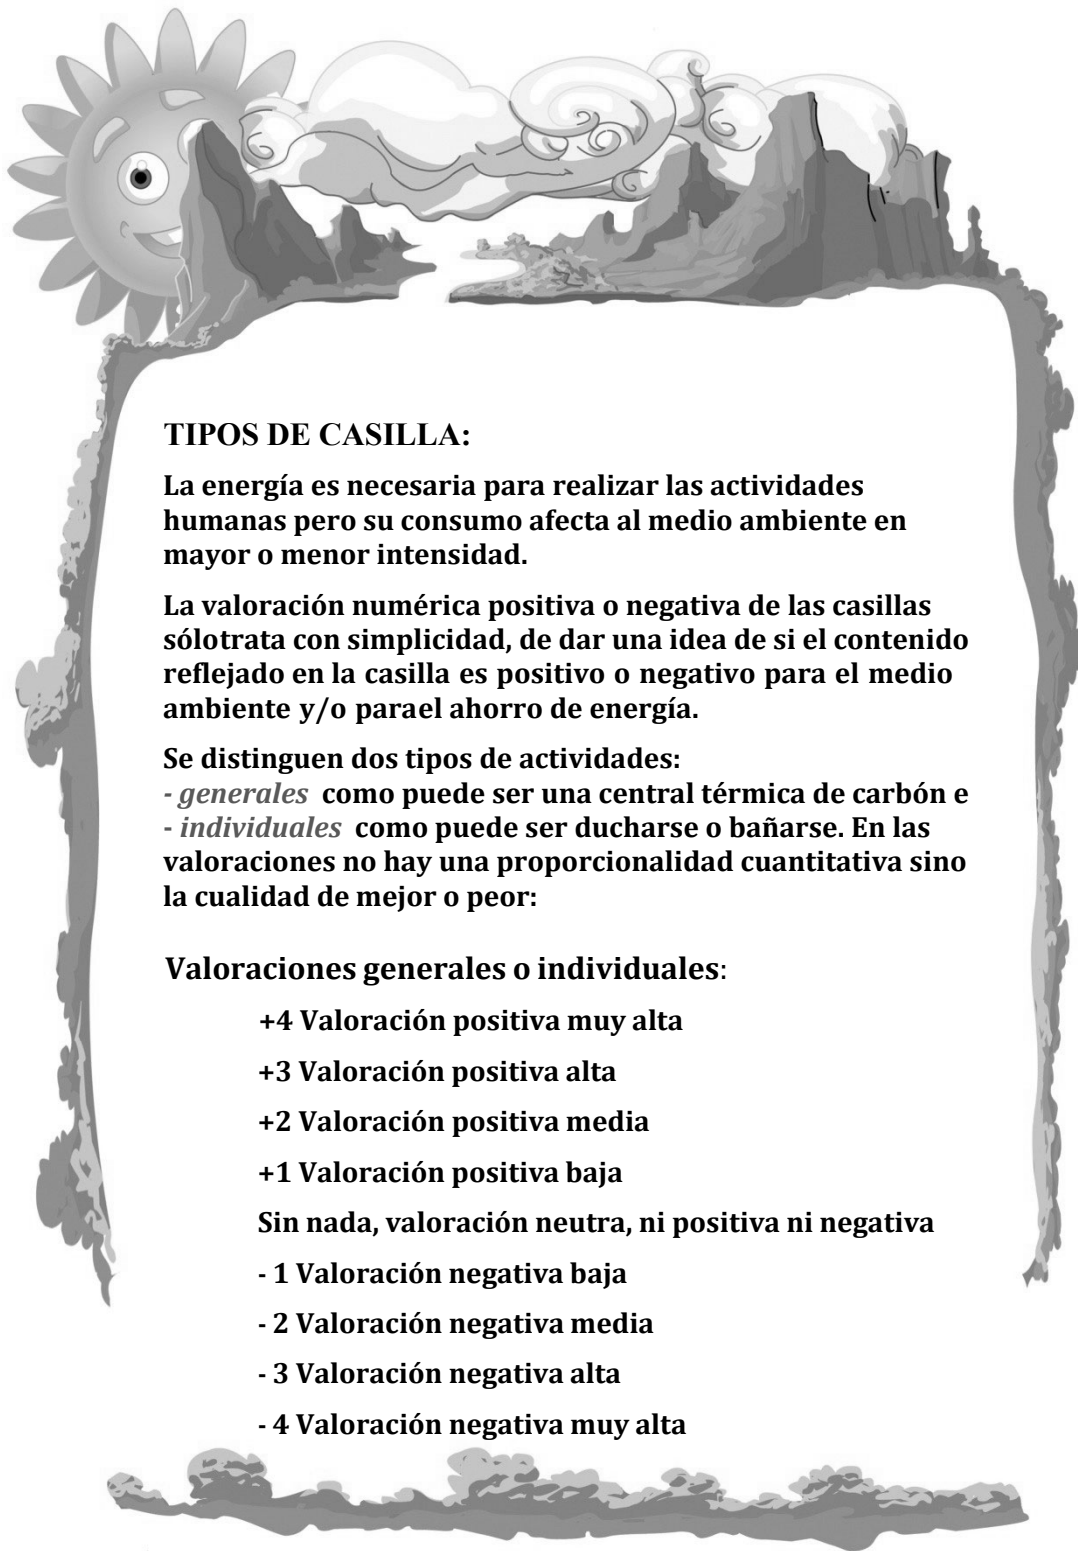 TIPOS DE CASILLA:
La energía es necesaria para realizar las actividades
humanas pero su consumo afecta al medio ambiente en
mayor o menor intensidad.
La valoración numérica positiva o negativa de las casillas
sólotrata con simplicidad, de dar una idea de si el contenido
reflejado en la casilla es positivo o negativo para el medio
ambiente y/o parael ahorro de energía.
Se distinguen dos tipos de actividades:
- generales como puede ser una central térmica de carbón e
- individuales como puede ser ducharse o bañarse. En las
valoraciones no hay una proporcionalidad cuantitativa sino
la cualidad de mejor o peor:
Valoraciones generales o individuales:
+4 Valoración positiva muy alta
+3 Valoración positiva alta
+2 Valoración positiva media
+1 Valoración positiva baja
Sin nada, valoración neutra, ni positiva ni negativa
- 1 Valoración negativa baja
- 2 Valoración negativa media
- 3 Valoración negativa alta
- 4 Valoración negativa muy alta